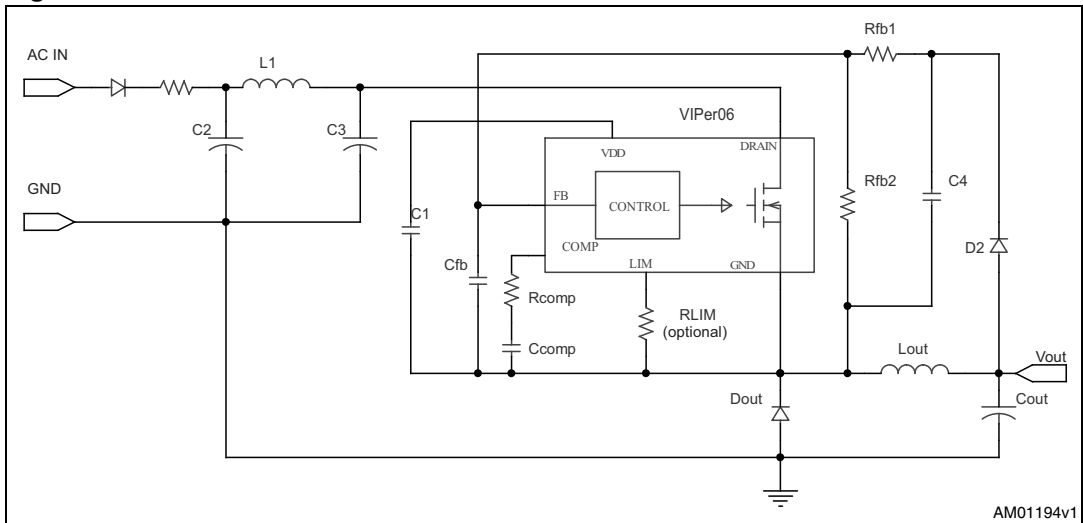 Rfb1
AC IN
L1
VIPer06
C2
C3
VDD
DRAIN
GND
C1
FB
CONTROL
Rfb2
C4
COMP
D2
Cfb
LIM
GND
Rcomp
RLIM
(optional)
Ccomp
Lout
Vout
Dout
Cout
AM01194v1